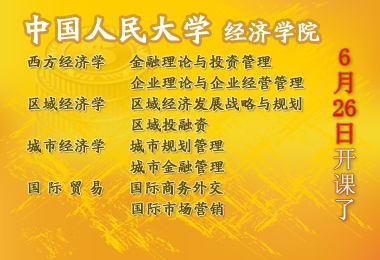 中国人民大学 经济学院
西方经济学 金融理论与投资管理
企业理论与企业经营管理
区域经济学 区域经济发展战略与规划
区域投融资
城市经济学 城市规划管理
城市金融管理
国际贸易 国际商务外交
国际市场营销
6月26日开课了